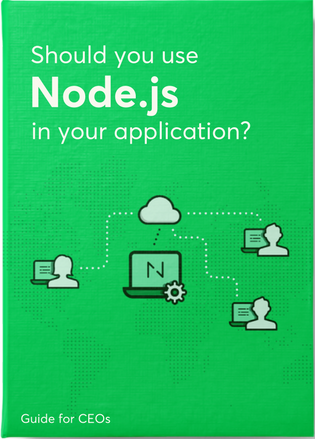 Should you use
Node.js
in your application?
N
Guide for CEOs